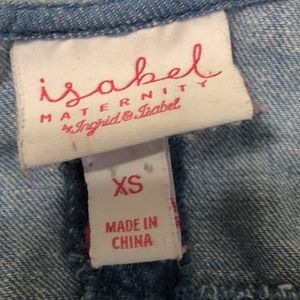 isabel
MATERNITY
by Ingrid & Isabel
XS
MADE IN
CHINA